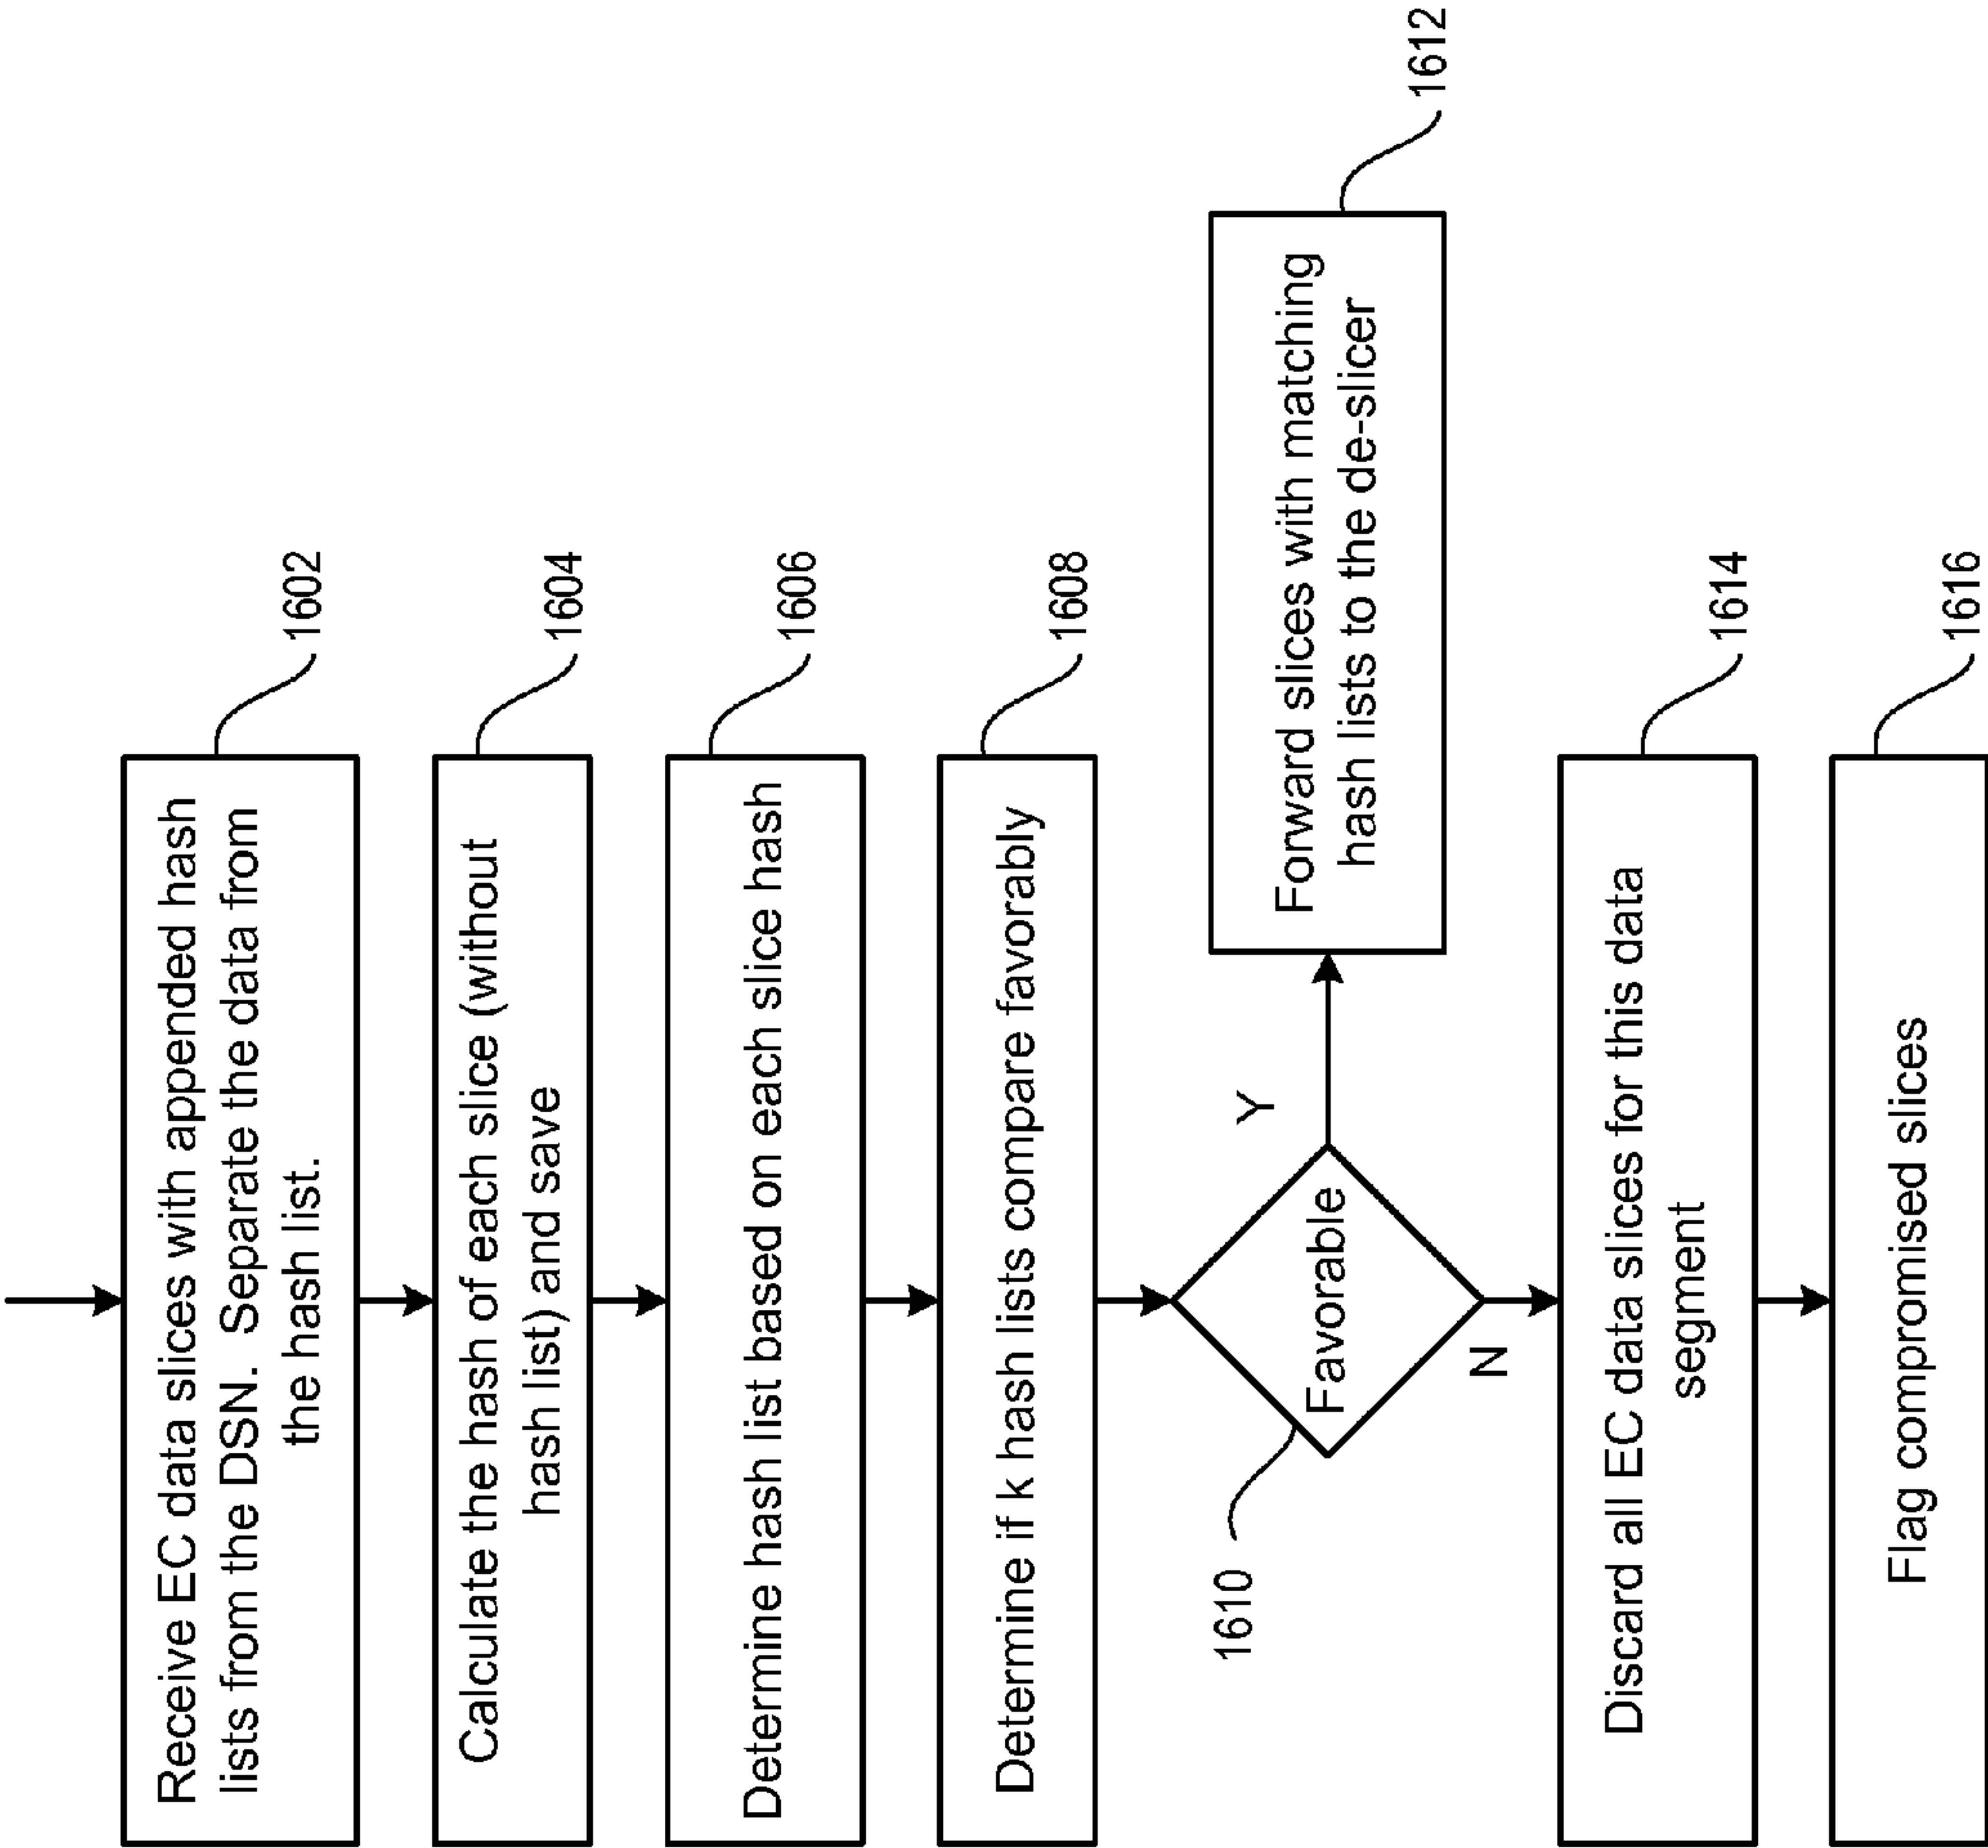 Receive EC data slices with appended hash
lists from the DSN. Separate the data from
the hash list.
1602
Calculate the hash of each slice (without
hash list) and save
1604
Determine hash list based on each slice hash
1606
Determine if k hash lists compare favorably
1608
1610
Favorable
Y
Forward slices with matching
hash lists to the de-slicer
1612
N
Discard all EC data slices for this data
segment
1614
Flag compromised slices
1616